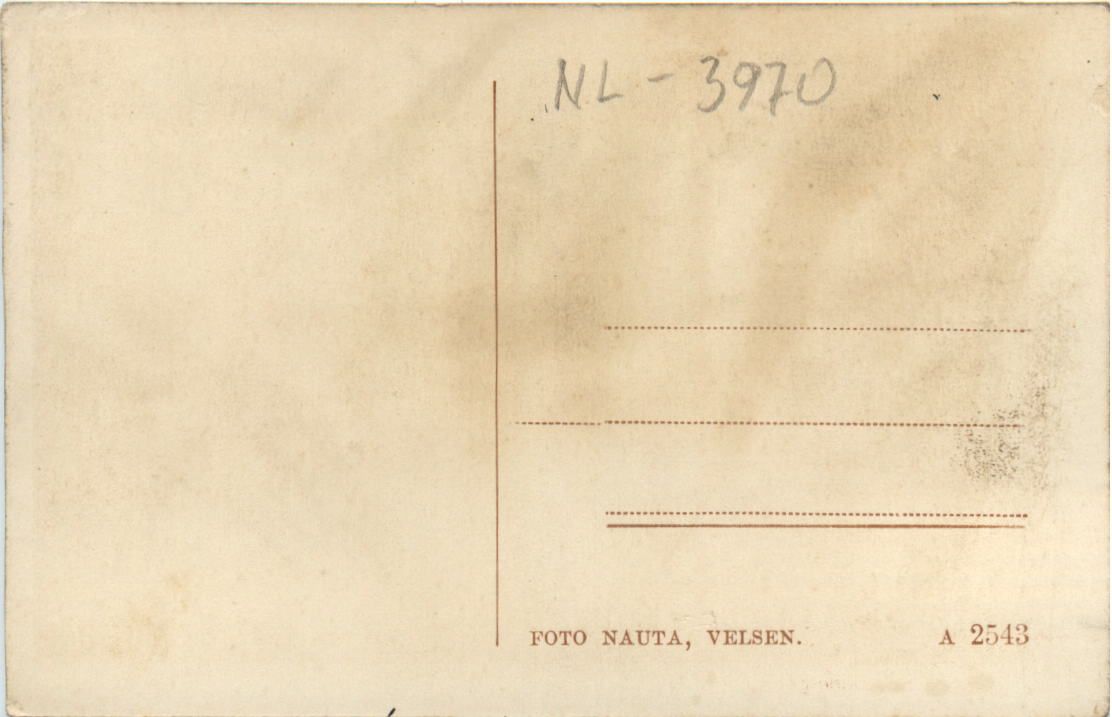 NL - 3970
FOTO NAUTA, VELSEN. A 2543